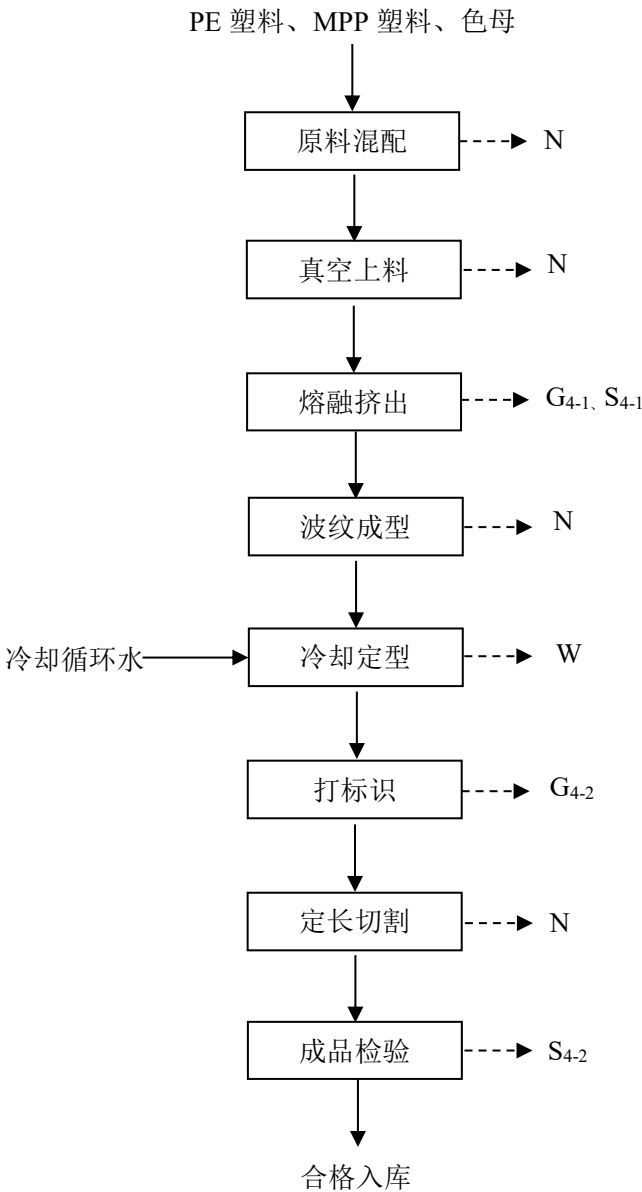 PE 塑料、MPP 塑料、色母
原料混配 N
真空上料 N
熔融挤出 G4-1、S4-1
波纹成型 N
冷却循环水 冷却定型 W
打标识 G4-2
定长切割 N
成品检验 S4-2
合格入库